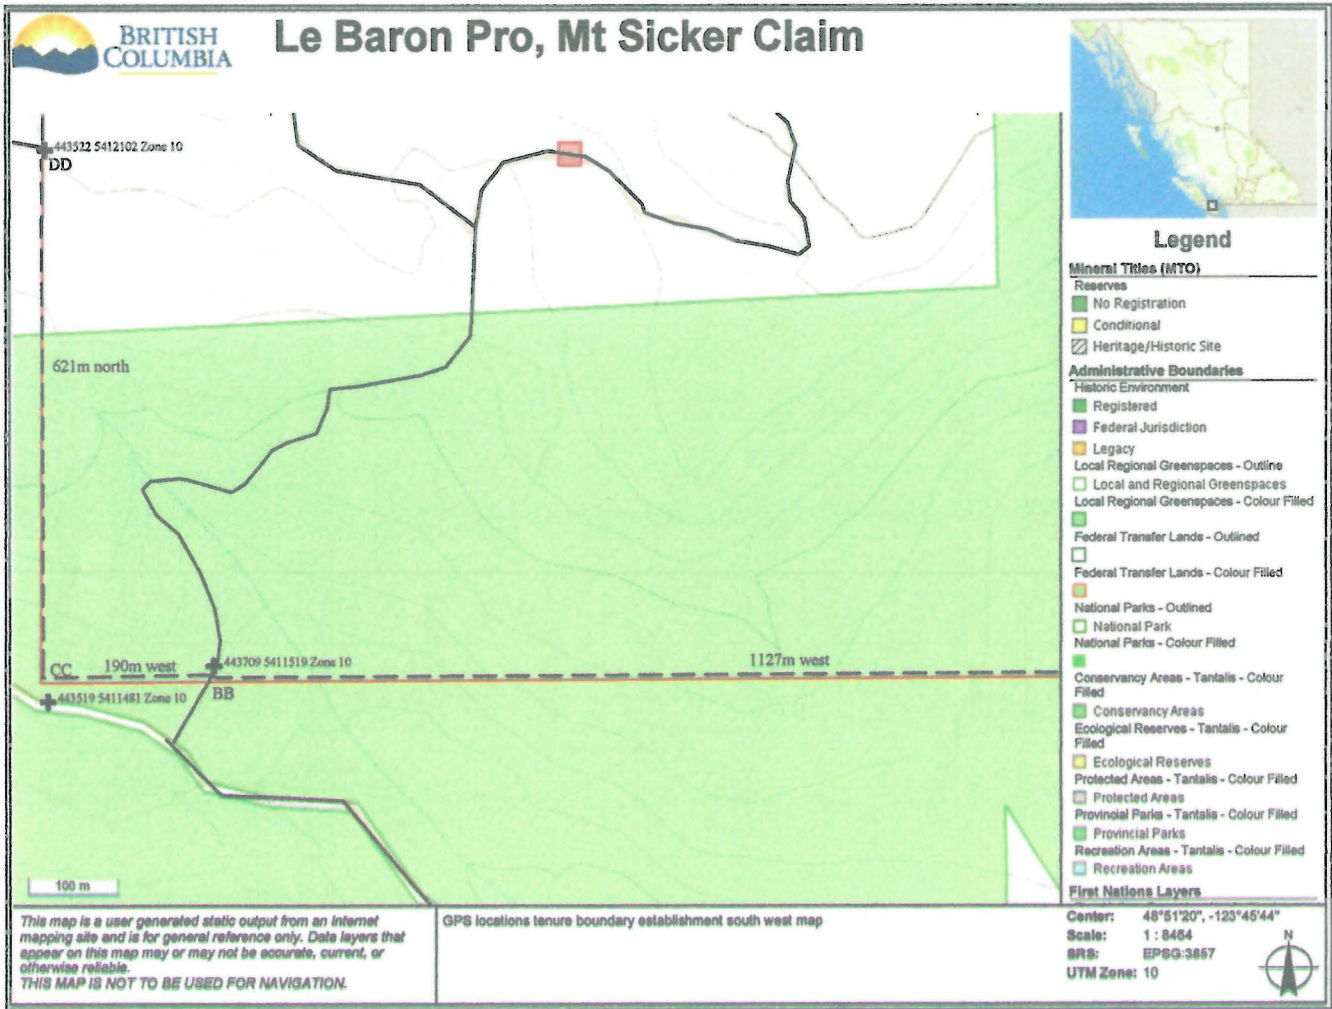 BRITISH
COLUMBIA
Le Baron Pro, Mt Sicker Claim
443522 5412102 Zone 10
DD
621m north
CC
190m west
443709 5411519 Zone 10
1127m west
BB
443519 5411481 Zone 10
100 m
Legend
Mineral Titles (MTO)
Reserves
No Registration
Conditional
Heritage/Historic Site
Administrative Boundaries
Historic Environment
Registered
Federal Jurisdiction
Legacy
Local Regional Greenspaces - Outline
Local and Regional Greenspaces
Local Regional Greenspaces - Colour Filled
Federal Transfer Lands - Outlined
Federal Transfer Lands - Colour Filled
National Parks - Outlined
National Park
National Parks - Colour Filled
Conservancy Areas - Tantalis - Colour
Filled
Conservancy Areas
Ecological Reserves - Tantalis - Colour
Filled
Ecological Reserves
Protected Areas - Tantalis - Colour Filled
Protected Areas
Provincial Parks - Tantalis - Colour Filled
Provincial Parks
Recreation Areas - Tantalis - Colour Filled
Recreation Areas
First Nations Layers
This map is a user generated static output from an Internet
mapping site and is for general reference only. Data layers that
appear on this map may or may not be accurate, current, or
otherwise reliable.
THIS MAP IS NOT TO BE USED FOR NAVIGATION.
GPS locations tenure boundary establishment south west map
Center: 48°51'20", -123°45'44"
Scale: 1 : 8464
SRS: EPSG:3857
UTM Zone: 10
N